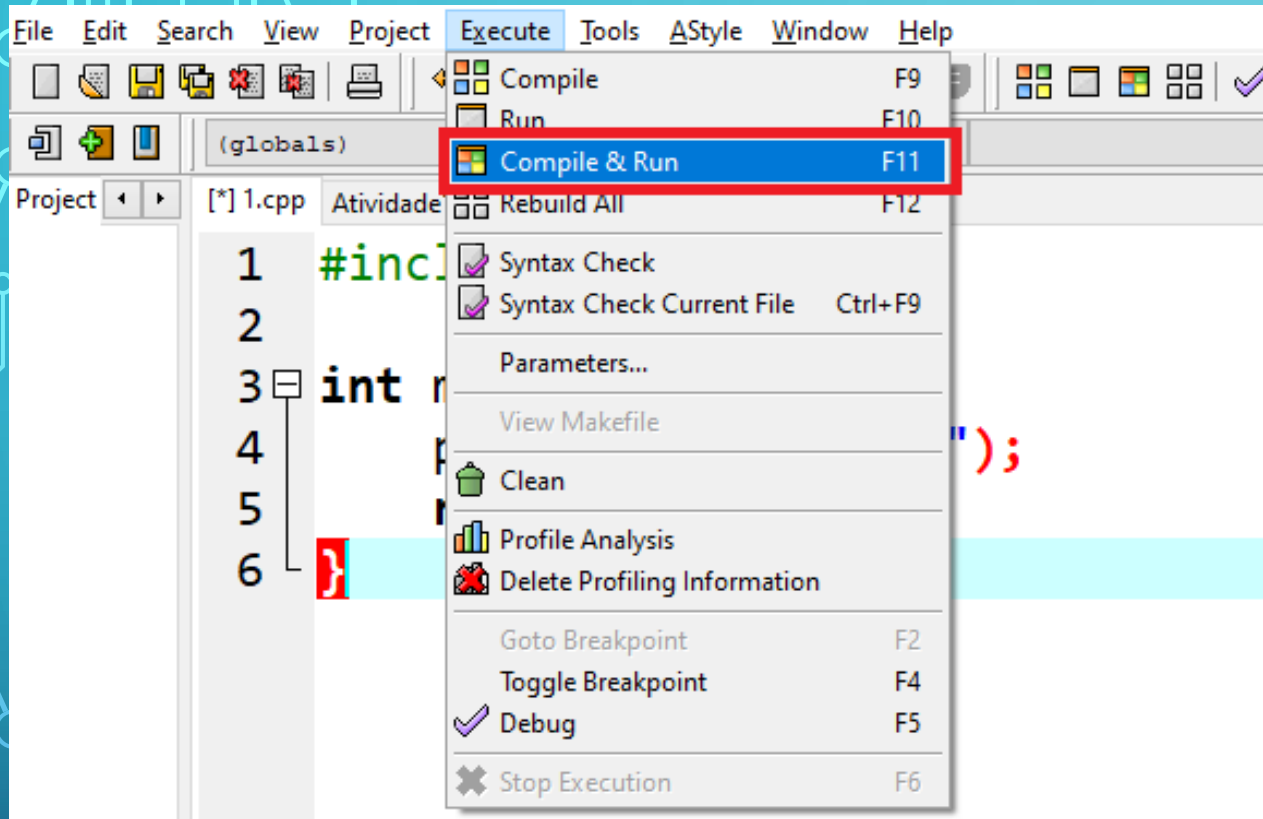 File Edit Search View Project Execute Tools AStyle Window Help
Compile F9
Run F10
(globals)
Compile & Run F11
Project [*] 1.cpp Atividade
Rebuild All F12
1 #incl
Syntax Check
Syntax Check Current File Ctrl+F9
2
Parameters...
3 int
View Makefile
4 ");
Clean
5
Profile Analysis
6 }
Delete Profiling Information
Goto Breakpoint F2
Toggle Breakpoint F4
Debug F5
Stop Execution F6